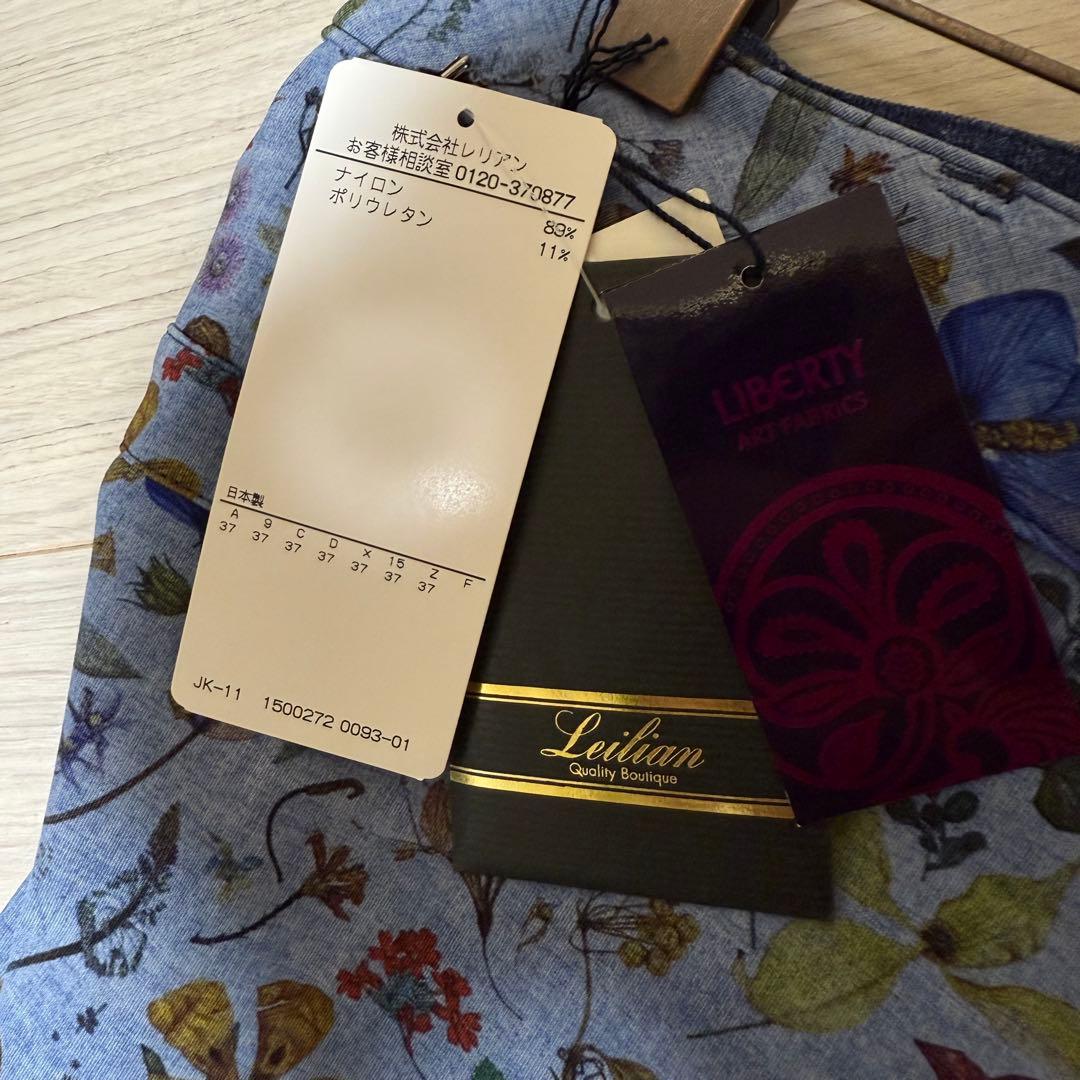 株式会社レリアン
お客様相談室 0120-370877
ナイロン 89%
ポリウレタン 11%
日本製
A 9 C D X 15 Z F
37 37 37 37 37 37 37
JK-11 1500272 0093-01
Leilian
Quality Boutique
LIBERTY
ART FABRICS